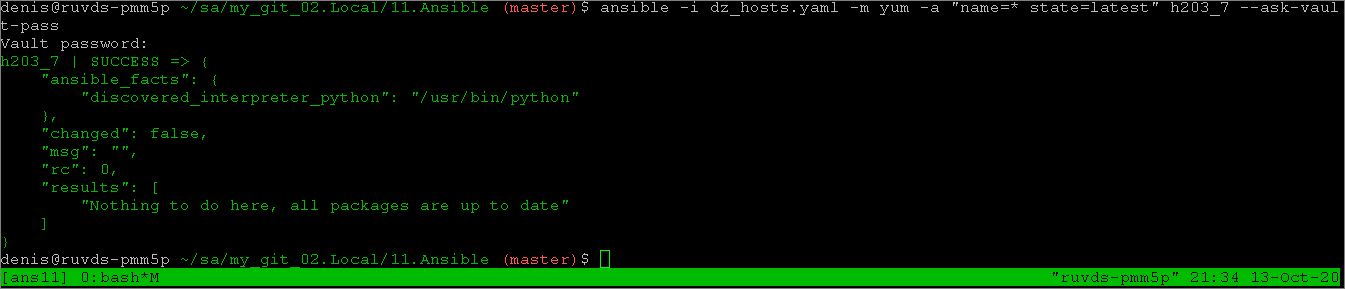 denis@ruvds-pmm5p ~/sa/my_git_02.Local/11.Ansible (master)$ ansible -i dz_hosts.yaml -m yum -a "name=* state=latest" h203_7 --ask-vaul
t-pass
Vault password:
h203_7 | SUCCESS => {
    "ansible_facts": {
        "discovered_interpreter_python": "/usr/bin/python"
    },
    "changed": false,
    "msg": "",
    "rc": 0,
    "results": [
        "Nothing to do here, all packages are up to date"
    ]
}
denis@ruvds-pmm5p ~/sa/my_git_02.Local/11.Ansible (master)$
[ans11] 0:bash*M "ruvds-pmm5p" 21:34 13-Oct-20